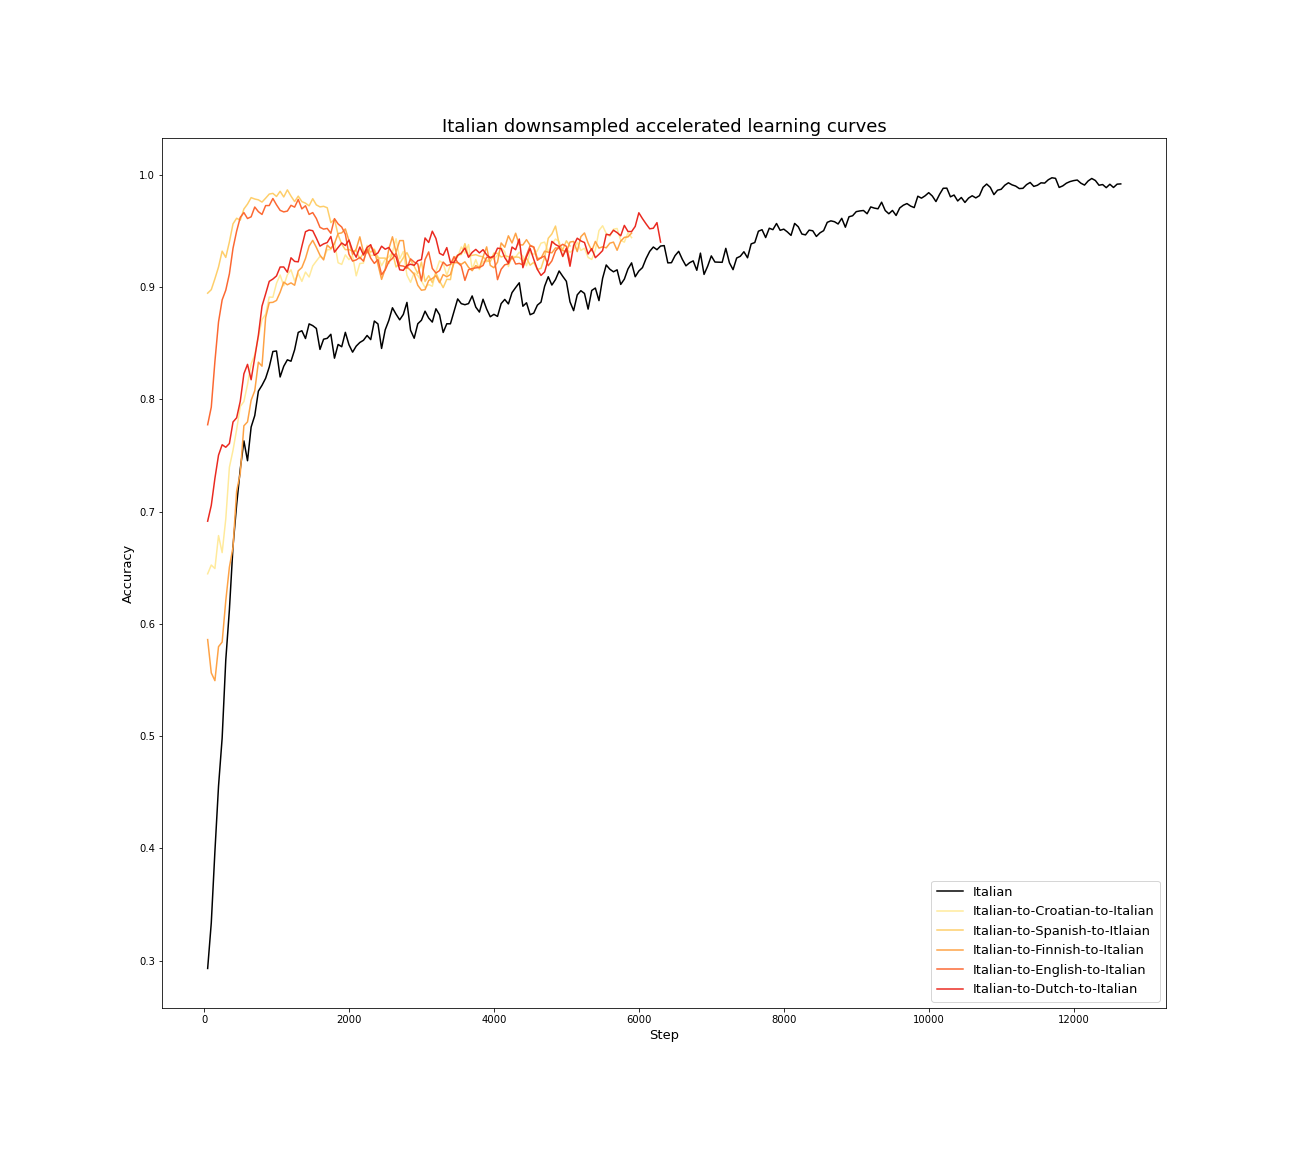 Italian downsampled accelerated learning curves
1.0
0.9
0.8
0.7
0.6
0.5
0.4
0.3
Accuracy
Italian
Italian-to-Croatian-to-Italian
Italian-to-Spanish-to-Itlaian
Italian-to-Finnish-to-Italian
Italian-to-English-to-Italian
Italian-to-Dutch-to-Italian
0 2000 4000 6000 8000 10000 12000
Step